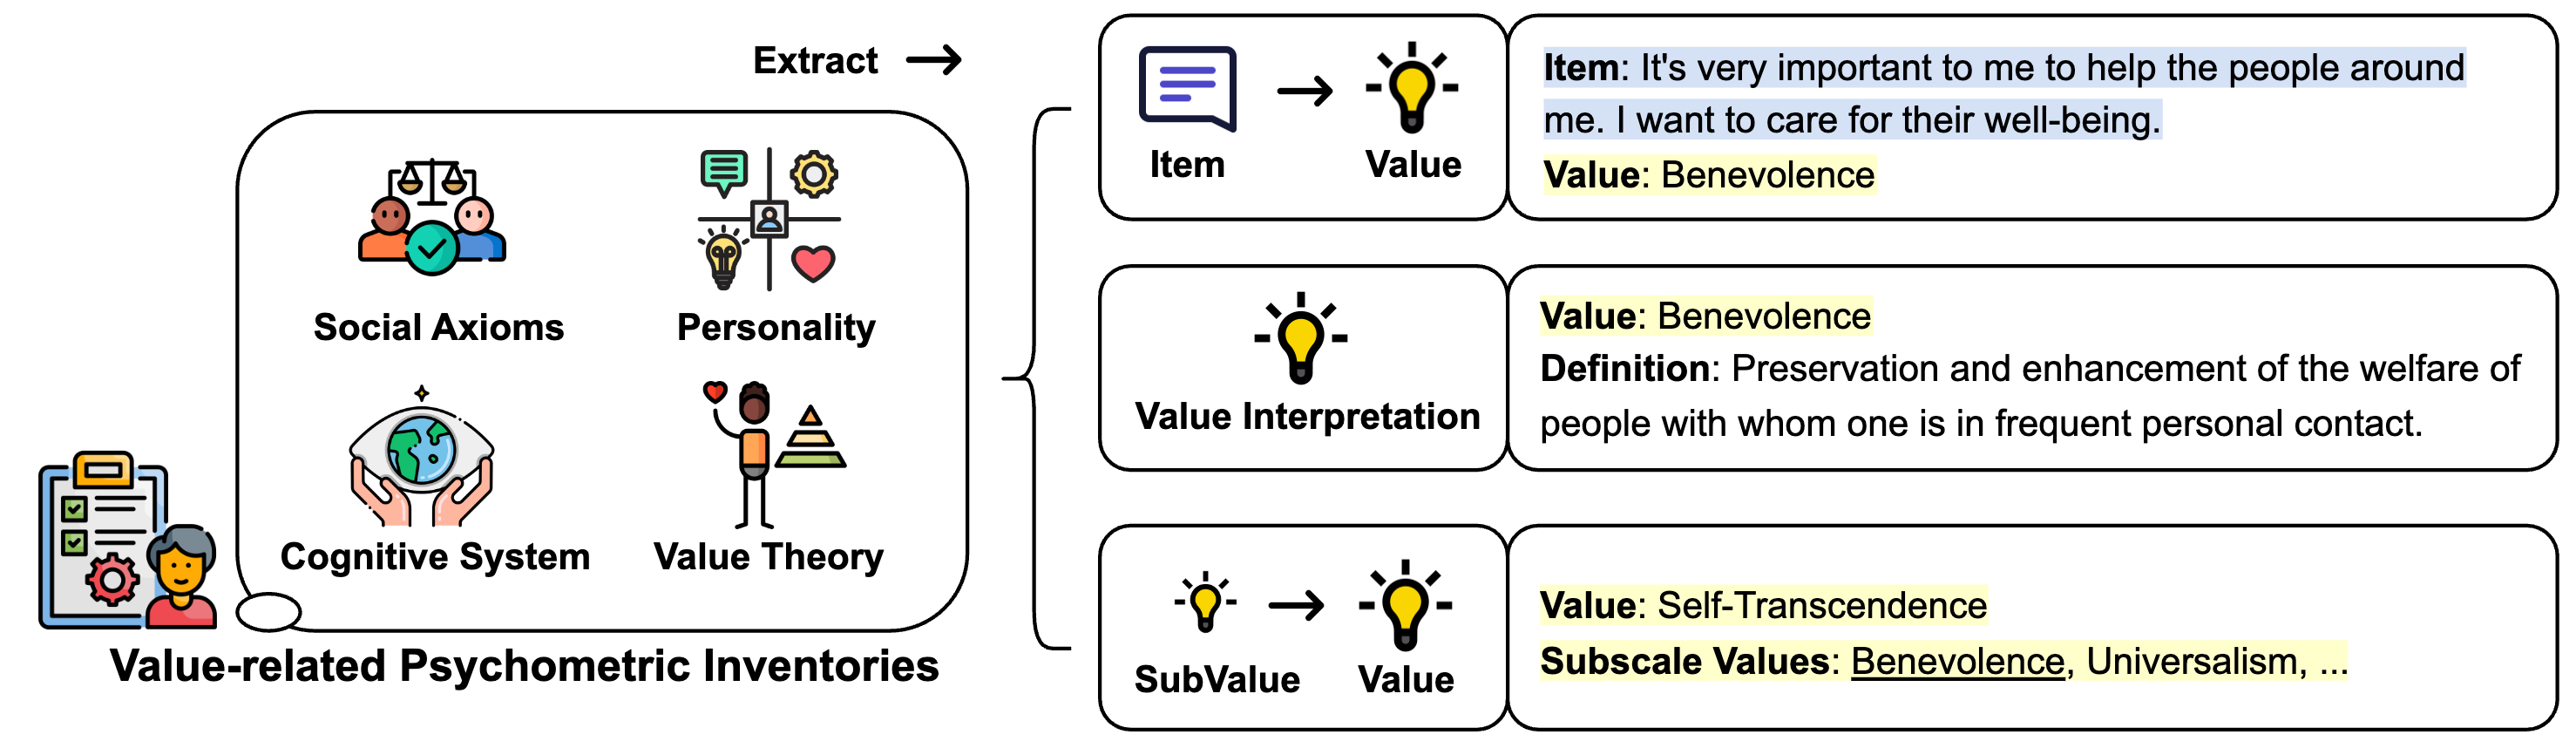 Extract
Social Axioms
Personality
Cognitive System
Value Theory
Value-related Psychometric Inventories
Item
Value
Item: It's very important to me to help the people around
me. I want to care for their well-being.
Value: Benevolence
Value Interpretation
Value: Benevolence
Definition: Preservation and enhancement of the welfare of
people with whom one is in frequent personal contact.
SubValue
Value
Value: Self-Transcendence
Subscale Values: Benevolence, Universalism, ...